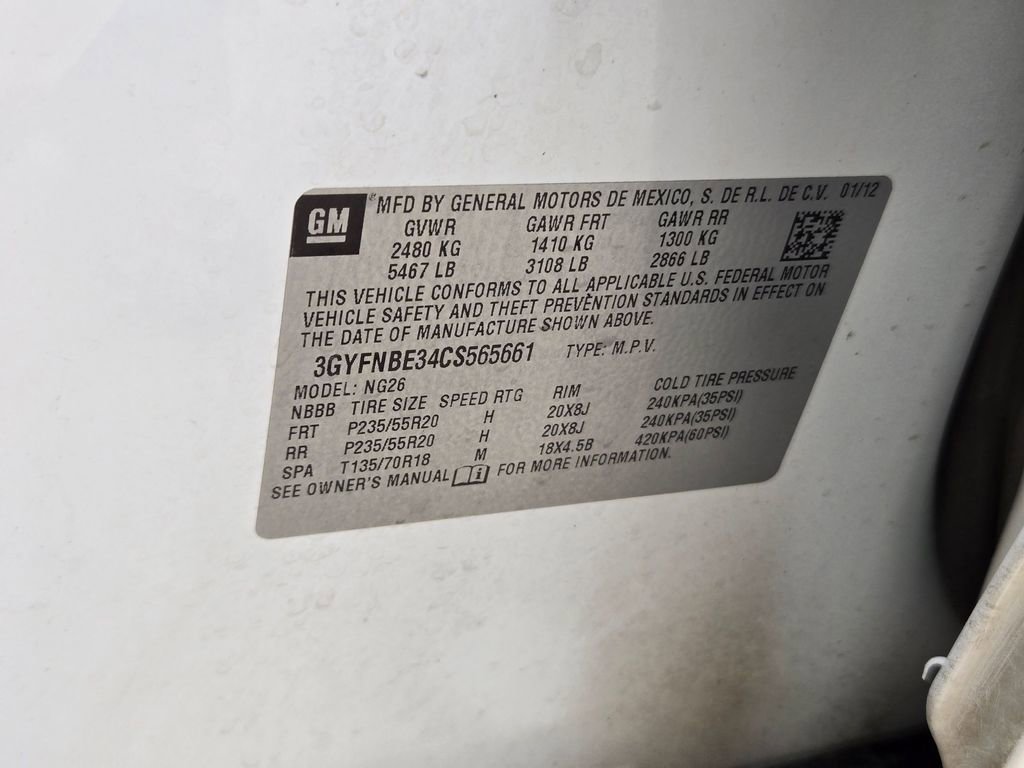 GM ® MFD BY GENERAL MOTORS DE MEXICO, S. DE R.L. DE C.V. 01/12
GVWR GAWR FRT GAWR RR
2480 KG 1410 KG 1300 KG
5467 LB 3108 LB 2866 LB
THIS VEHICLE CONFORMS TO ALL APPLICABLE U.S. FEDERAL MOTOR
VEHICLE SAFETY AND THEFT PREVENTION STANDARDS IN EFFECT ON
THE DATE OF MANUFACTURE SHOWN ABOVE.
3GYFNBE34CS565661 TYPE: M.P.V.
MODEL: NG26
NBBB TIRE SIZE SPEED RTG RIM COLD TIRE PRESSURE
FRT P235/55R20 H 20X8J 240KPA(35PSI)
RR P235/55R20 H 20X8J 240KPA(35PSI)
SPA T135/70R18 M 18X4.5B 420KPA(60PSI)
SEE OWNER'S MANUAL FOR MORE INFORMATION.